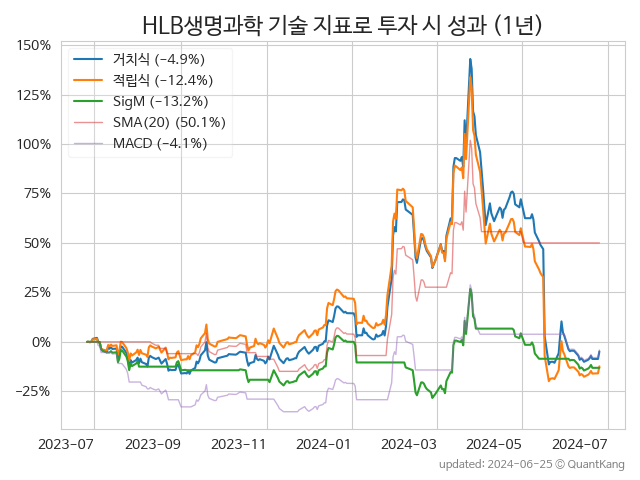 HLB생명과학 기술 지표로 투자 시 성과 (1년)
150%
125%
100%
75%
50%
25%
0%
−25%
거치식 (−4.9%)
적립식 (−12.4%)
SigM (−13.2%)
SMA(20) (50.1%)
MACD (−4.1%)
2023-07
2023-09
2023-11
2024-01
2024-03
2024-05
2024-07
updated: 2024-06-25 © QuantKang